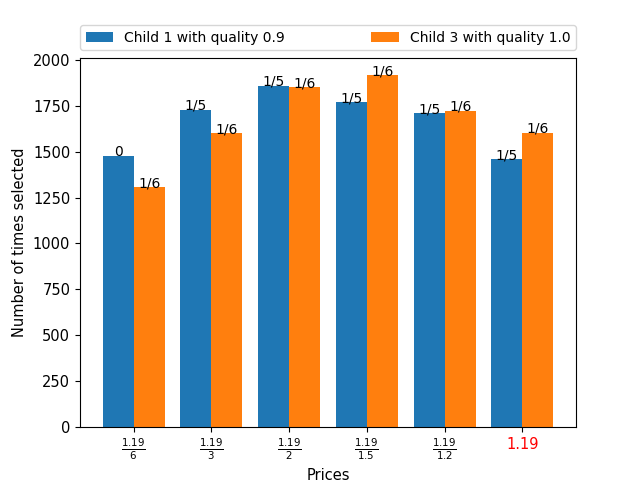 Child 1 with quality 0.9 Child 3 with quality 1.0
Number of times selected
2000
1750
1500
1250
1000
750
500
250
0
0 1/6 1/5 1/6 1/5 1/6 1/5 1/6 1/5 1/6 1/5 1/6
1.19/6 1.19/3 1.19/2 1.19/1.5 1.19/1.2 1.19
Prices